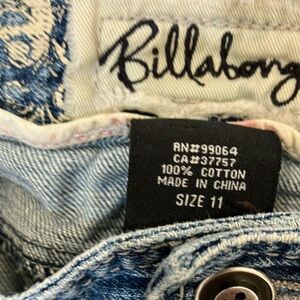 Billabong
RN#99064
CA#37757
100% COTTON
MADE IN CHINA
SIZE 11